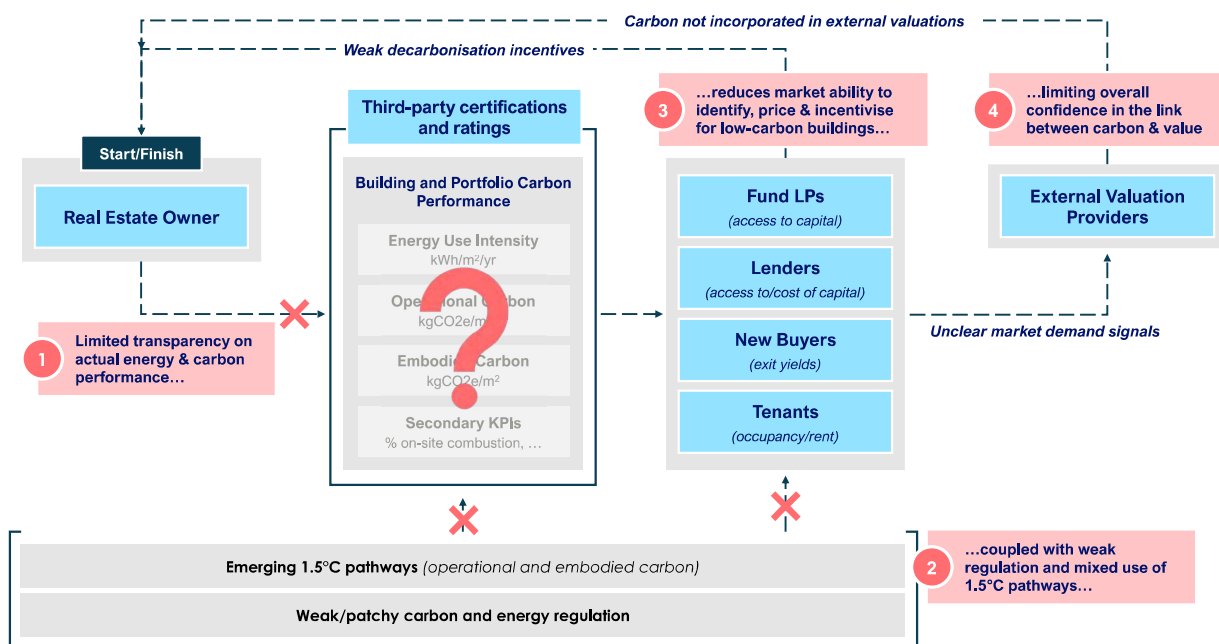 Carbon not incorporated in external valuations
Weak decarbonisation incentives
Start/Finish
Real Estate Owner
1
Limited transparency on
actual energy & carbon
performance…
Third-party certifications
and ratings
Building and Portfolio Carbon
Performance
Energy Use Intensity
kWh/m²/yr
Operational Carbon
kgCO2e/m²
Embodied Carbon
kgCO2e/m²
Secondary KPIs
% on-site combustion, …
?
3
…reduces market ability to
identify, price & incentivise
for low-carbon buildings…
Fund LPs
(access to capital)
Lenders
(access to/cost of capital)
New Buyers
(exit yields)
Tenants
(occupancy/rent)
4
…limiting overall
confidence in the link
between carbon & value
External Valuation
Providers
Unclear market demand signals
Emerging 1.5°C pathways (operational and embodied carbon)
Weak/patchy carbon and energy regulation
2
…coupled with weak
regulation and mixed use of
1.5°C pathways…